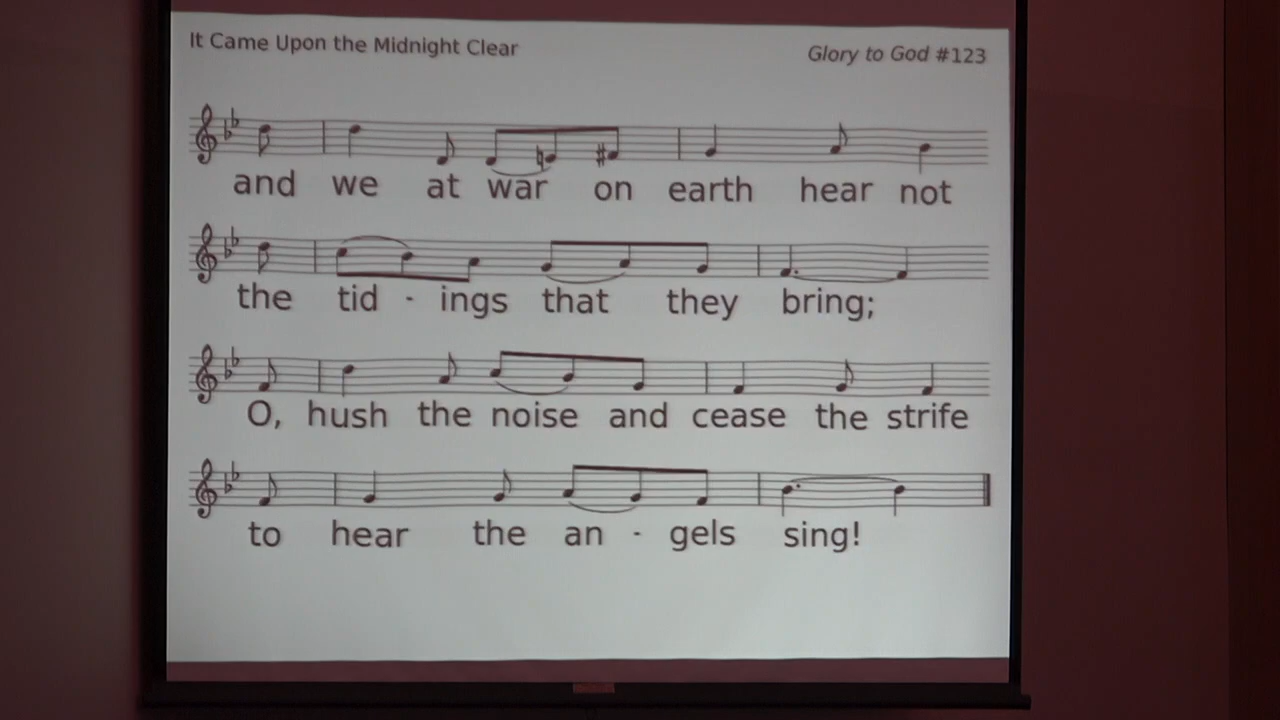 It Came Upon the Midnight Clear
Glory to God #123
and we at war on earth hear not
the tid - ings that they bring;
O, hush the noise and cease the strife
to hear the an - gels sing!